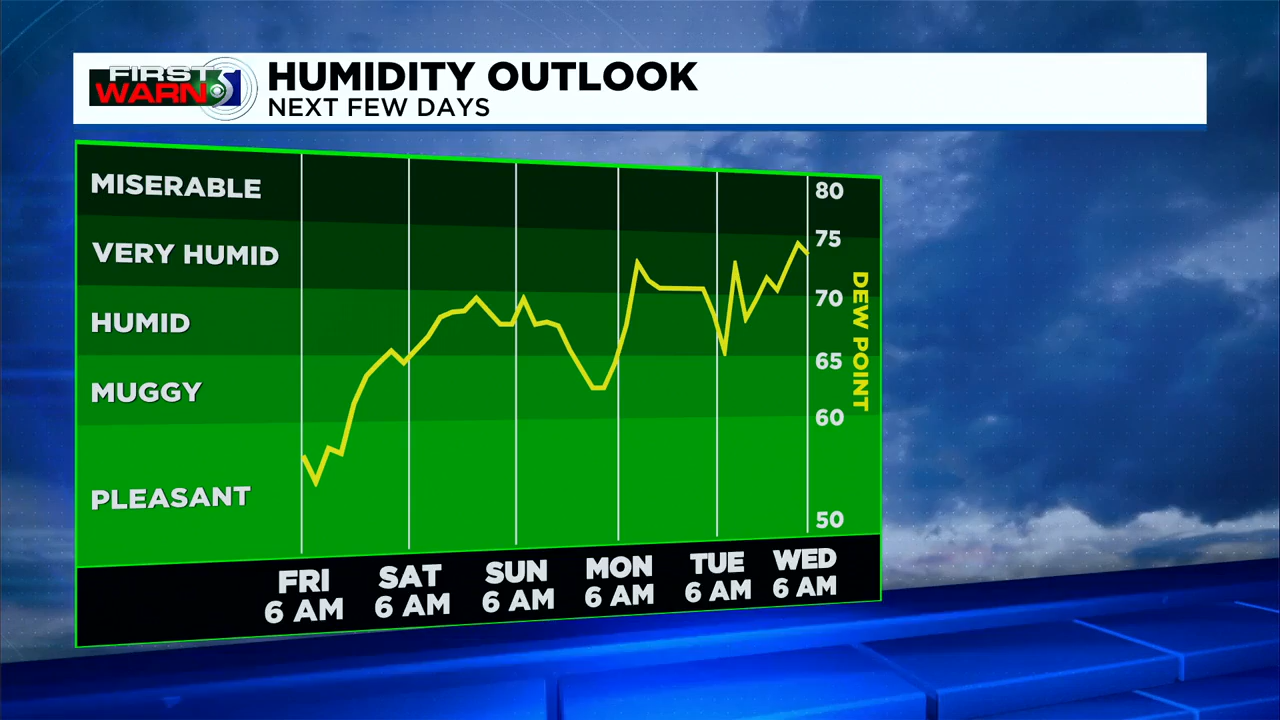 FIRST
WARN 5
HUMIDITY OUTLOOK
NEXT FEW DAYS
MISERABLE
VERY HUMID
HUMID
MUGGY
PLEASANT
80
75
70
65
60
50
DEW POINT
FRI
6 AM
SAT
6 AM
SUN
6 AM
MON
6 AM
TUE
6 AM
WED
6 AM